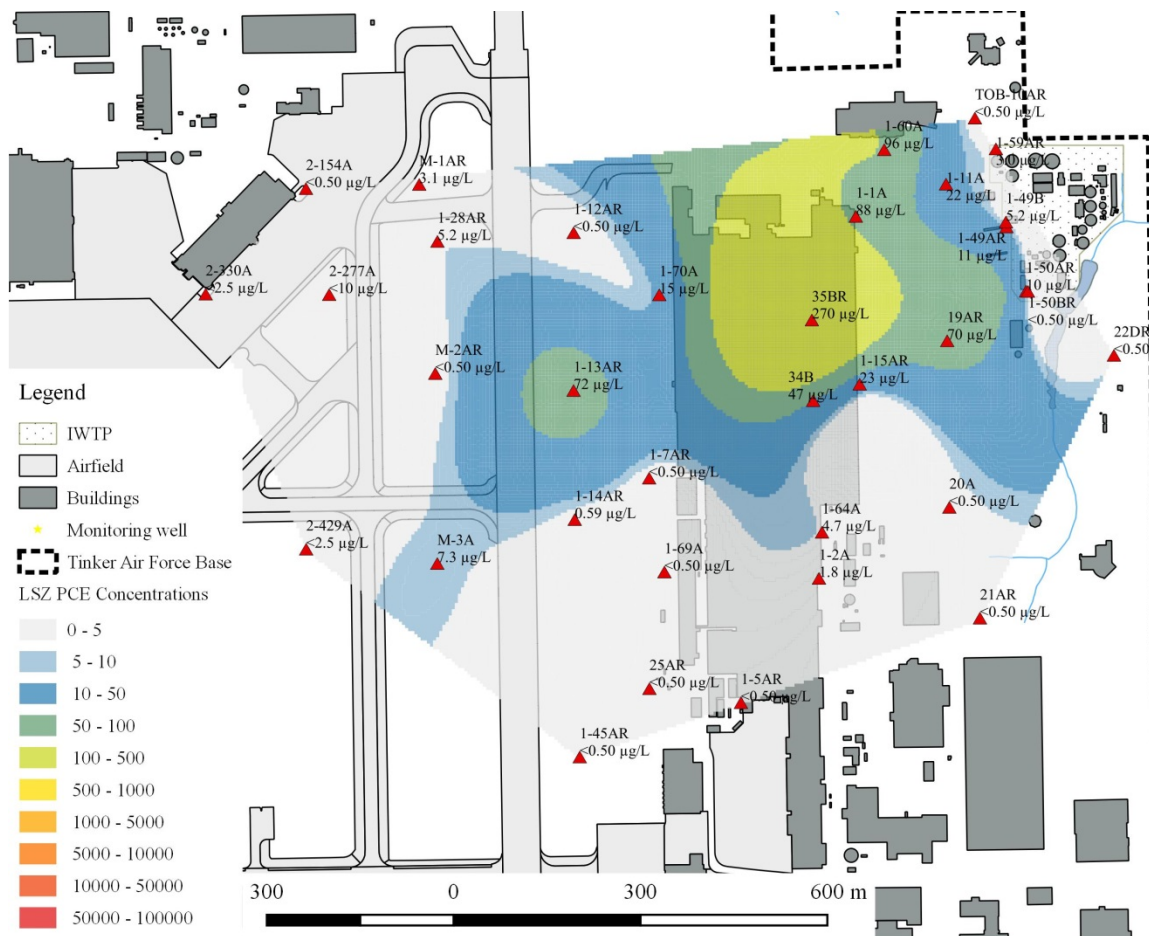 TOB-10AR
<0.50 µg/L
1-60A
96 µg/L
1-59AR
2-154A
<0.50 µg/L
M-1AR
3.1 µg/L
1-11A
22 µg/L
1-1A
88 µg/L
1-49B
5.2 µg/L
1-28AR
5.2 µg/L
1-12AR
<0.50 µg/L
1-49AR
11 µg/L
2-330A
<2.5 µg/L
2-277A
<10 µg/L
1-70A
15 µg/L
1-50AR
10 µg/L
1-50BR
<0.50 µg/L
35BR
270 µg/L
19AR
70 µg/L
22DR
<0.50
M-2AR
<0.50 µg/L
1-13AR
72 µg/L
34B
47 µg/L
1-15AR
23 µg/L
1-7AR
<0.50 µg/L
1-14AR
0.59 µg/L
20A
<0.50 µg/L
1-64A
4.7 µg/L
2-429A
<2.5 µg/L
M-3A
7.3 µg/L
1-69A
<0.50 µg/L
1-2A
1.8 µg/L
21AR
<0.50 µg/L
25AR
<0.50 µg/L
1-5AR
<0.50 µg/L
1-45AR
<0.50 µg/L
Legend
IWTP
Airfield
Buildings
Monitoring well
Tinker Air Force Base
LSZ PCE Concentrations
0 - 5
5 - 10
10 - 50
50 - 100
100 - 500
500 - 1000
1000 - 5000
5000 - 10000
10000 - 50000
50000 - 100000
300 0 300 600 m